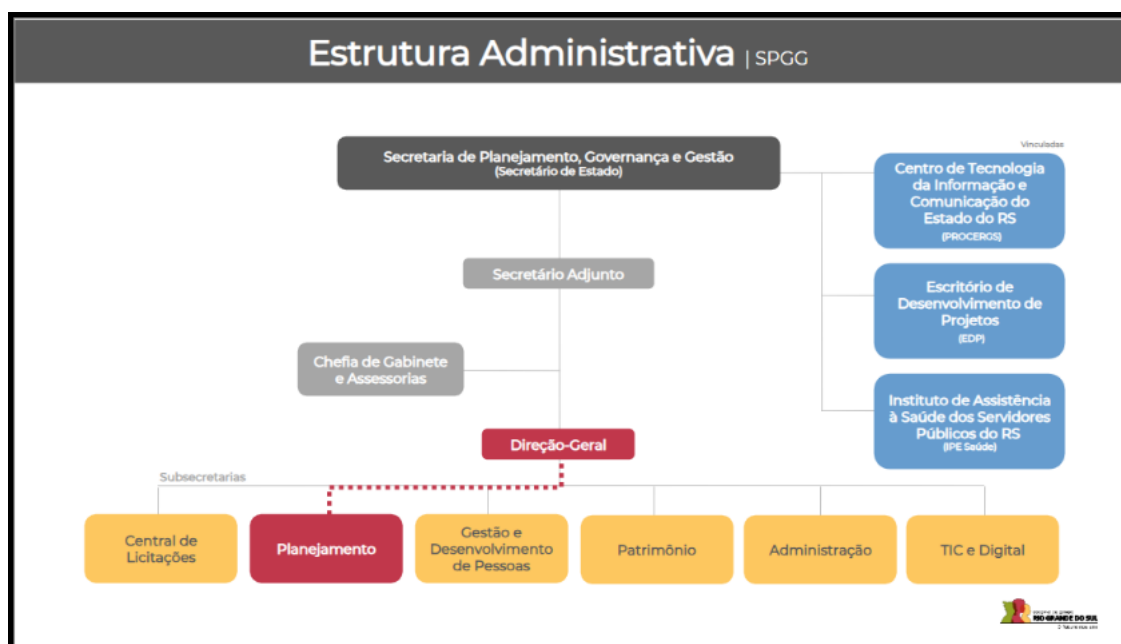 Estrutura Administrativa | SPGG
Secretaria de Planejamento, Governança e Gestão
(Secretário de Estado)
Vinculadas
Centro de Tecnologia
da Informação e
Comunicação do
Estado do RS
(PROCERGS)
Secretário Adjunto
Escritório de
Desenvolvimento de
Projetos
(EDP)
Chefia de Gabinete
e Assessorias
Instituto de Assistência
à Saúde dos Servidores
Públicos do RS
(IPE Saúde)
Direção-Geral
Subsecretarias
Central de
Licitações
Planejamento
Gestão e
Desenvolvimento
de Pessoas
Patrimônio
Administração
TIC e Digital
RIO GRANDE DO SUL